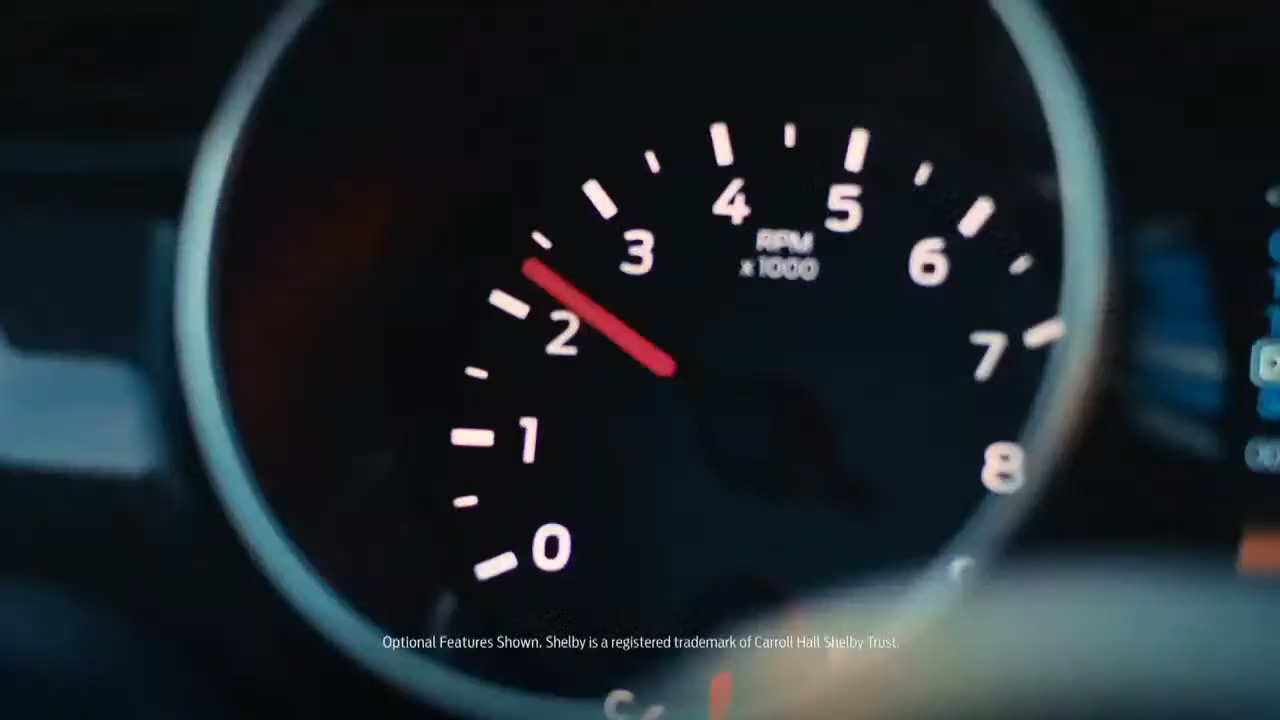 4
5
3
RPM
x1000
6
2
7
1
8
0
Optional Features Shown. Shelby is a registered trademark of Carroll Hall Shelby Trust.
C